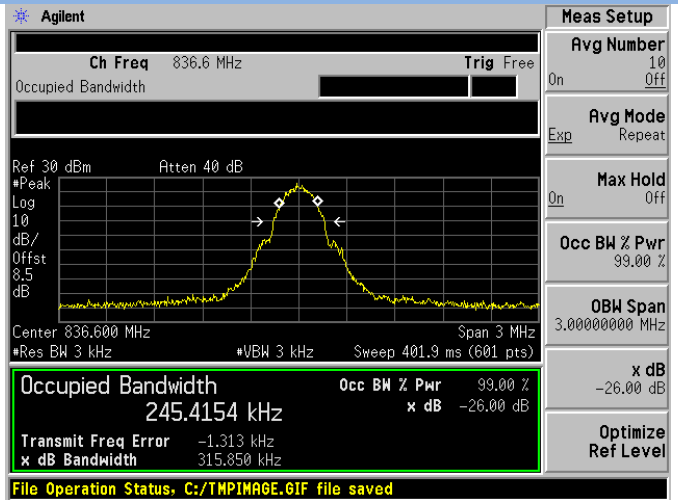 Agilent
Meas Setup
Ch Freq 836.6 MHz Trig Free
Occupied Bandwidth
Avg Number
10
On Off
Avg Mode
Exp Repeat
Max Hold
On Off
Occ BW % Pwr
99.00 %
OBW Span
3.00000000 MHz
x dB
-26.00 dB
Optimize
Ref Level
Ref 30 dBm Atten 40 dB
#Peak
Log
10
dB/
Offst
8.5
dB
Center 836.600 MHz Span 3 MHz
#Res BW 3 kHz #VBW 3 kHz Sweep 401.9 ms (601 pts)
Occupied Bandwidth Occ BW % Pwr 99.00 %
245.4154 kHz x dB -26.00 dB
Transmit Freq Error -1.313 kHz
x dB Bandwidth 315.850 kHz
File Operation Status, C:/TMPIMAGE.GIF file saved